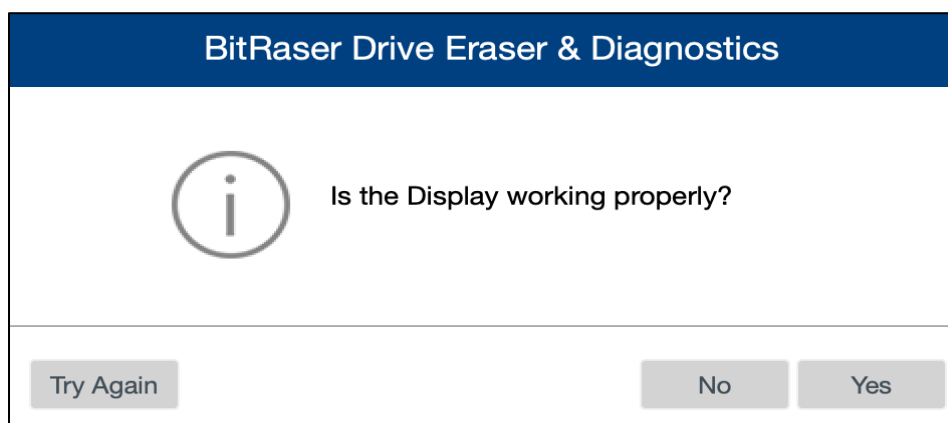 BitRaser Drive Eraser & Diagnostics
Is the Display working properly?
Try Again
No
Yes